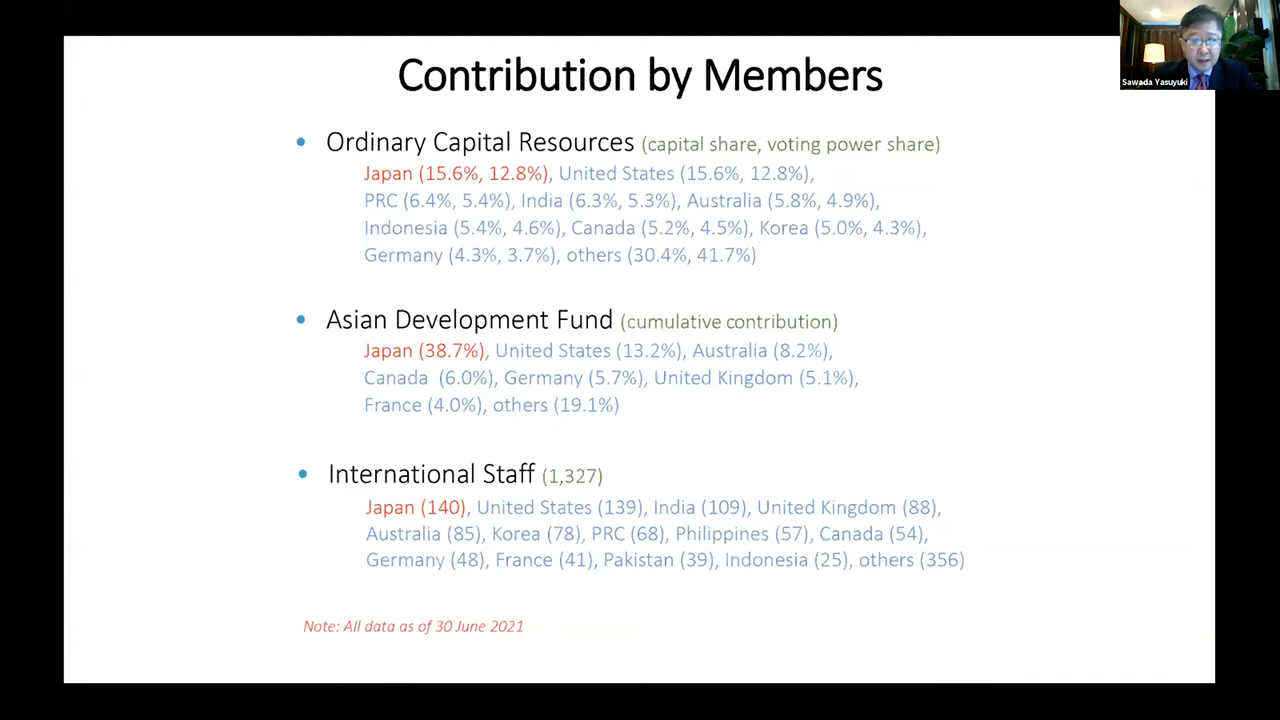 Contribution by Members
Sawada Yasuyuki
• Ordinary Capital Resources (capital share, voting power share)
Japan (15.6%, 12.8%), United States (15.6%, 12.8%),
PRC (6.4%, 5.4%), India (6.3%, 5.3%), Australia (5.8%, 4.9%),
Indonesia (5.4%, 4.6%), Canada (5.2%, 4.5%), Korea (5.0%, 4.3%),
Germany (4.3%, 3.7%), others (30.4%, 41.7%)
• Asian Development Fund (cumulative contribution)
Japan (38.7%), United States (13.2%), Australia (8.2%),
Canada (6.0%), Germany (5.7%), United Kingdom (5.1%),
France (4.0%), others (19.1%)
• International Staff (1,327)
Japan (140), United States (139), India (109), United Kingdom (88),
Australia (85), Korea (78), PRC (68), Philippines (57), Canada (54),
Germany (48), France (41), Pakistan (39), Indonesia (25), others (356)
Note: All data as of 30 June 2021